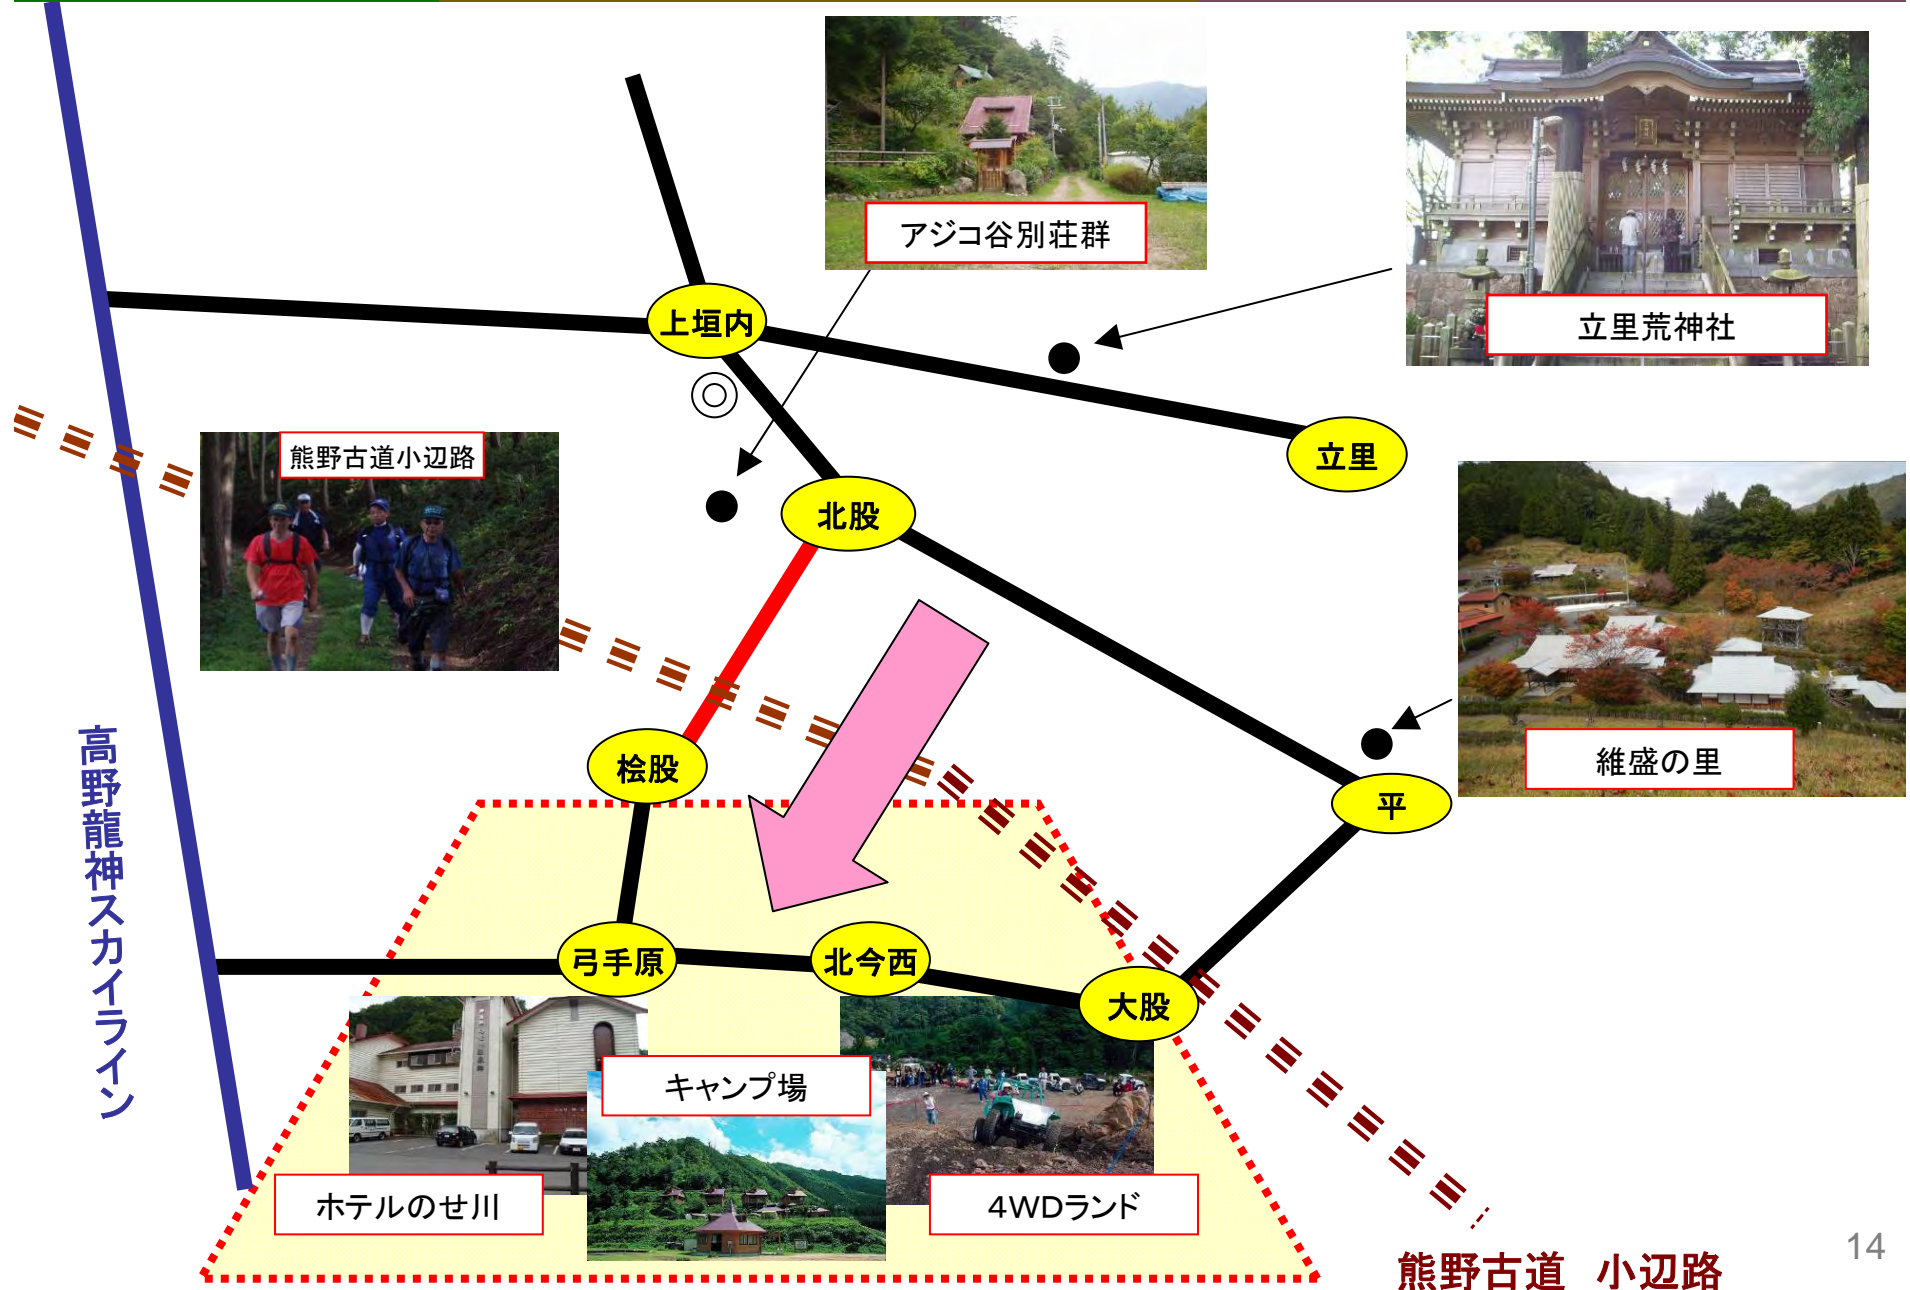 アジコ谷別荘群
立里荒神社
上垣内
立里
熊野古道小辺路
北股
維盛の里
桧股
平
高野龍神スカイライン
弓手原
北今西
大股
キャンプ場
ホテルのせ川
4WDランド
熊野古道　小辺路
14